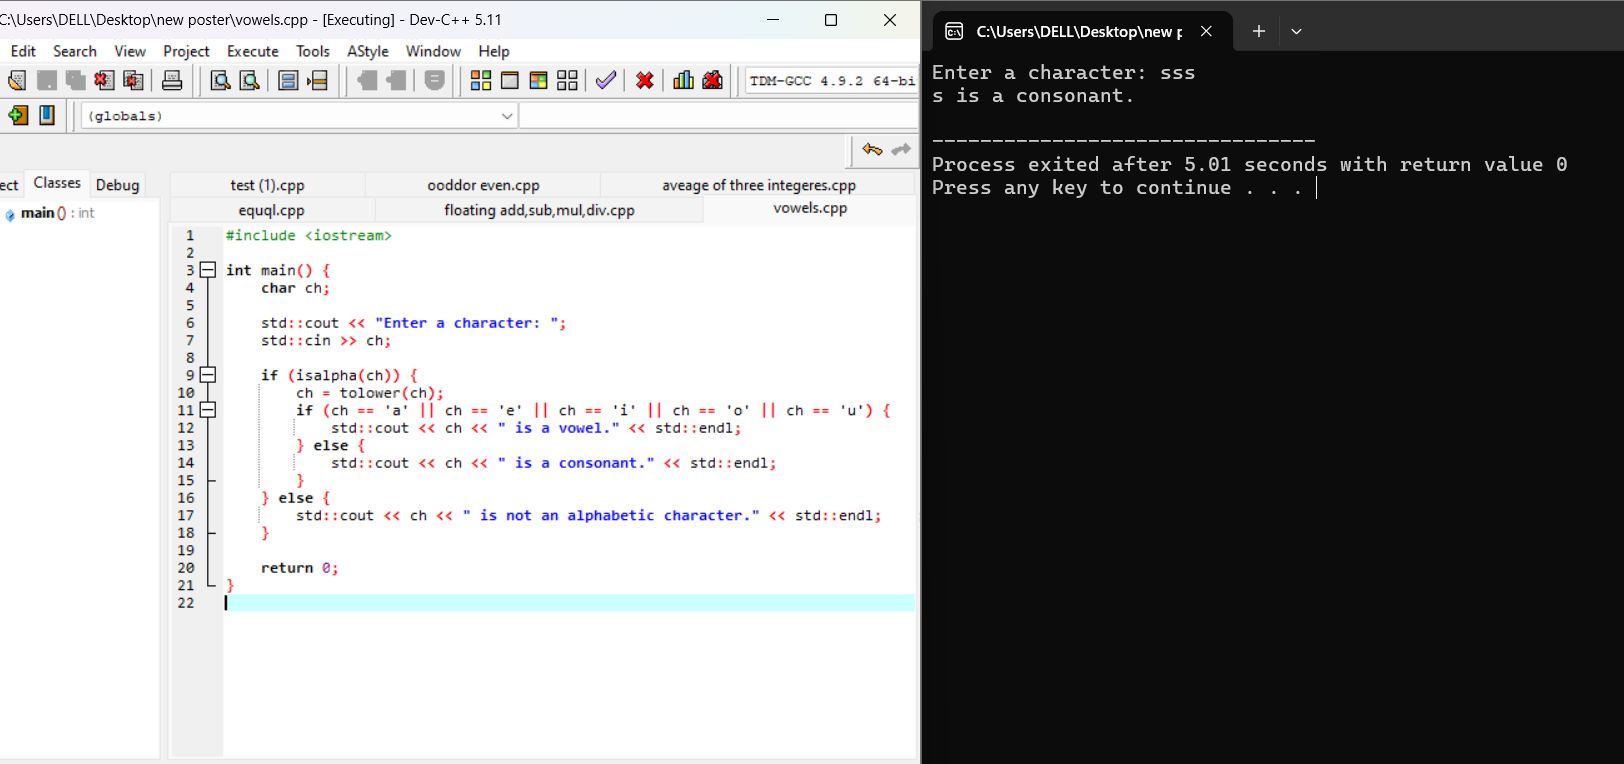 C:\Users\DELL\Desktop\new poster\vowels.cpp - [Executing] - Dev-C++ 5.11
Edit Search View Project Execute Tools AStyle Window Help
TDM-GCC 4.9.2 64-bi
(globals)
ect Classes Debug
main () : int
test (1).cpp ooddor even.cpp aveage of three integeres.cpp
equql.cpp floating add,sub,mul,div.cpp vowels.cpp
1 #include <iostream>
2
3 int main() {
4 char ch;
5
6 std::cout << "Enter a character: ";
7 std::cin >> ch;
8
9 if (isalpha(ch)) {
10 ch = tolower(ch);
11 if (ch == 'a' || ch == 'e' || ch == 'i' || ch == 'o' || ch == 'u') {
12 std::cout << ch << " is a vowel." << std::endl;
13 } else {
14 std::cout << ch << " is a consonant." << std::endl;
15 }
16 } else {
17 std::cout << ch << " is not an alphabetic character." << std::endl;
18 }
19
20 return 0;
21 }
22
C:\Users\DELL\Desktop\new p
Enter a character: sss
s is a consonant.
--------------------------------
Process exited after 5.01 seconds with return value 0
Press any key to continue . . .